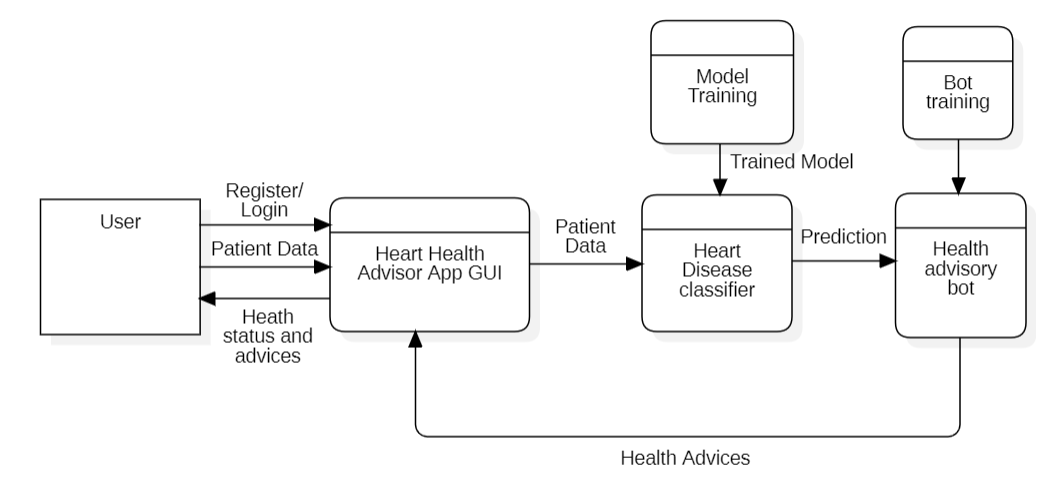 Model
Training
Bot
training
Trained Model
Register/
Login
User
Patient Data
Heart Health
Advisor App GUI
Patient
Data
Heart
Disease
classifier
Prediction
Health
advisory
bot
Heath
status and
advices
Health Advices